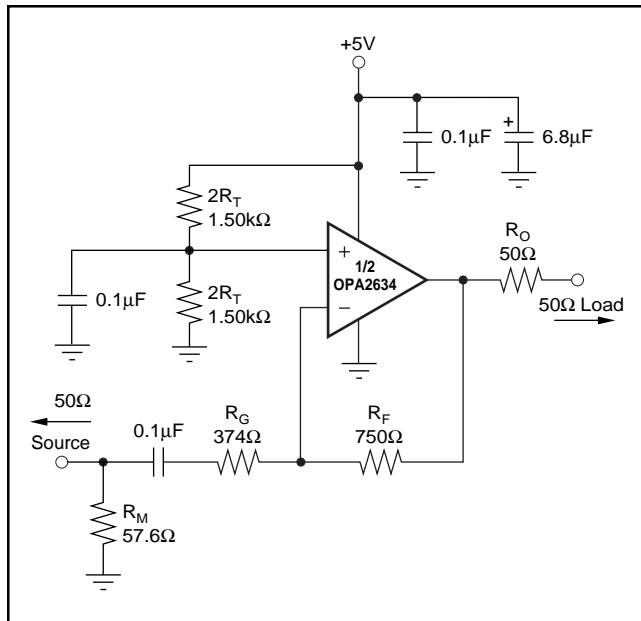 +5V
0.1µF
6.8µF
+
2R_T
1.50kΩ
0.1µF
2R_T
1.50kΩ
+
1/2
OPA2634
−
R_O
50Ω
50Ω Load
50Ω
Source
0.1µF
R_G
374Ω
R_F
750Ω
R_M
57.6Ω